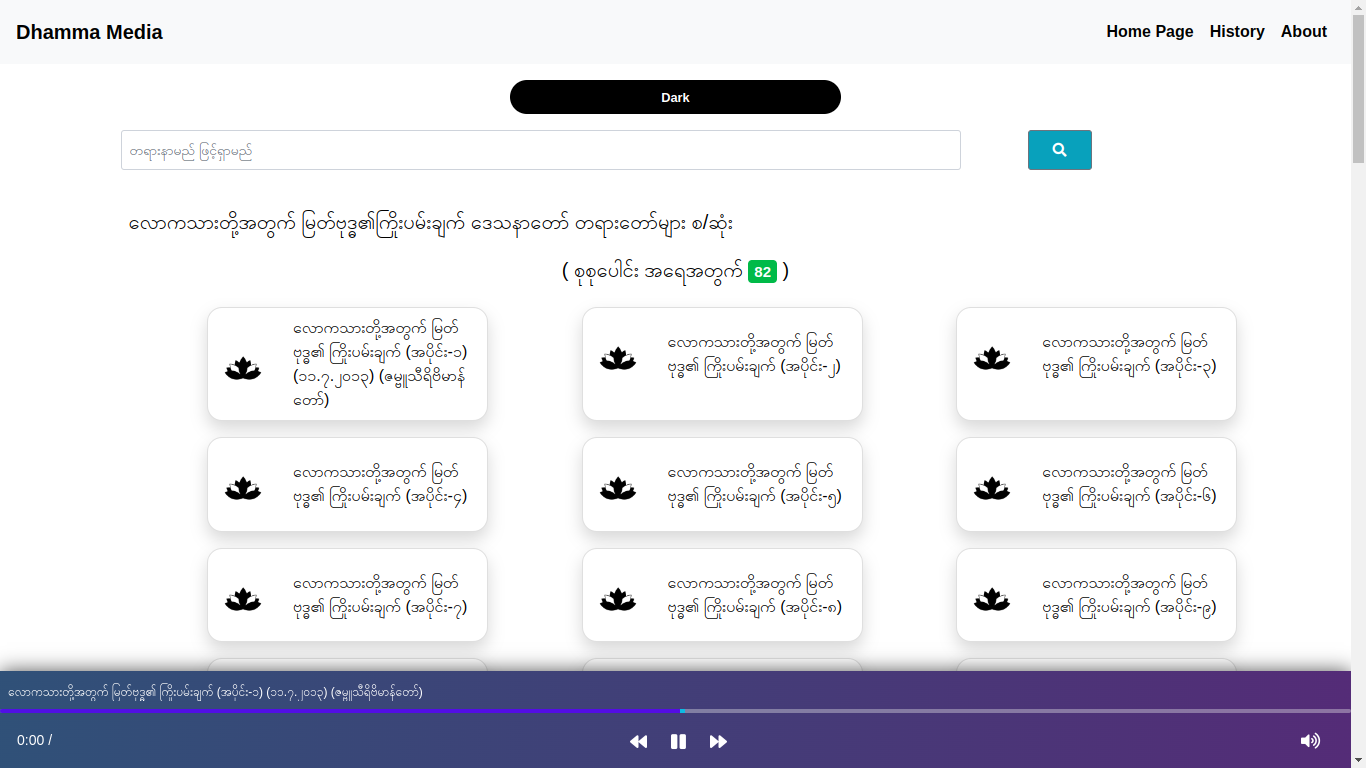 Dhamma Media
Home Page History About
Dark
တရားနာမည် ဖြင့်ရှာမည်
လောကသားတို့အတွက် မြတ်ဗုဒ္ဓ၏ကြိုးပမ်းချက် ဒေသနာတော် တရားတော်များ စ/ဆုံး
( စုစုပေါင်း အရေအတွက် 82 )
လောကသားတို့အတွက် မြတ်
ဗုဒ္ဓ၏ ကြိုးပမ်းချက် (အပိုင်း-၁)
(၁၁.၇.၂၀၁၃) (ဇမ္ဗူသီရိဗိမာန်
တော်)
လောကသားတို့အတွက် မြတ်
ဗုဒ္ဓ၏ ကြိုးပမ်းချက် (အပိုင်း-၂)
လောကသားတို့အတွက် မြတ်
ဗုဒ္ဓ၏ ကြိုးပမ်းချက် (အပိုင်း-၃)
လောကသားတို့အတွက် မြတ်
ဗုဒ္ဓ၏ ကြိုးပမ်းချက် (အပိုင်း-၄)
လောကသားတို့အတွက် မြတ်
ဗုဒ္ဓ၏ ကြိုးပမ်းချက် (အပိုင်း-၅)
လောကသားတို့အတွက် မြတ်
ဗုဒ္ဓ၏ ကြိုးပမ်းချက် (အပိုင်း-၆)
လောကသားတို့အတွက် မြတ်
ဗုဒ္ဓ၏ ကြိုးပမ်းချက် (အပိုင်း-၇)
လောကသားတို့အတွက် မြတ်
ဗုဒ္ဓ၏ ကြိုးပမ်းချက် (အပိုင်း-၈)
လောကသားတို့အတွက် မြတ်
ဗုဒ္ဓ၏ ကြိုးပမ်းချက် (အပိုင်း-၉)
လောကသားတို့အတွက် မြတ်ဗုဒ္ဓ၏ ကြိုးပမ်းချက် (အပိုင်း-၁) (၁၁.၇.၂၀၁၃) (ဇမ္ဗူသီရိဗိမာန်တော်)
0:00 /